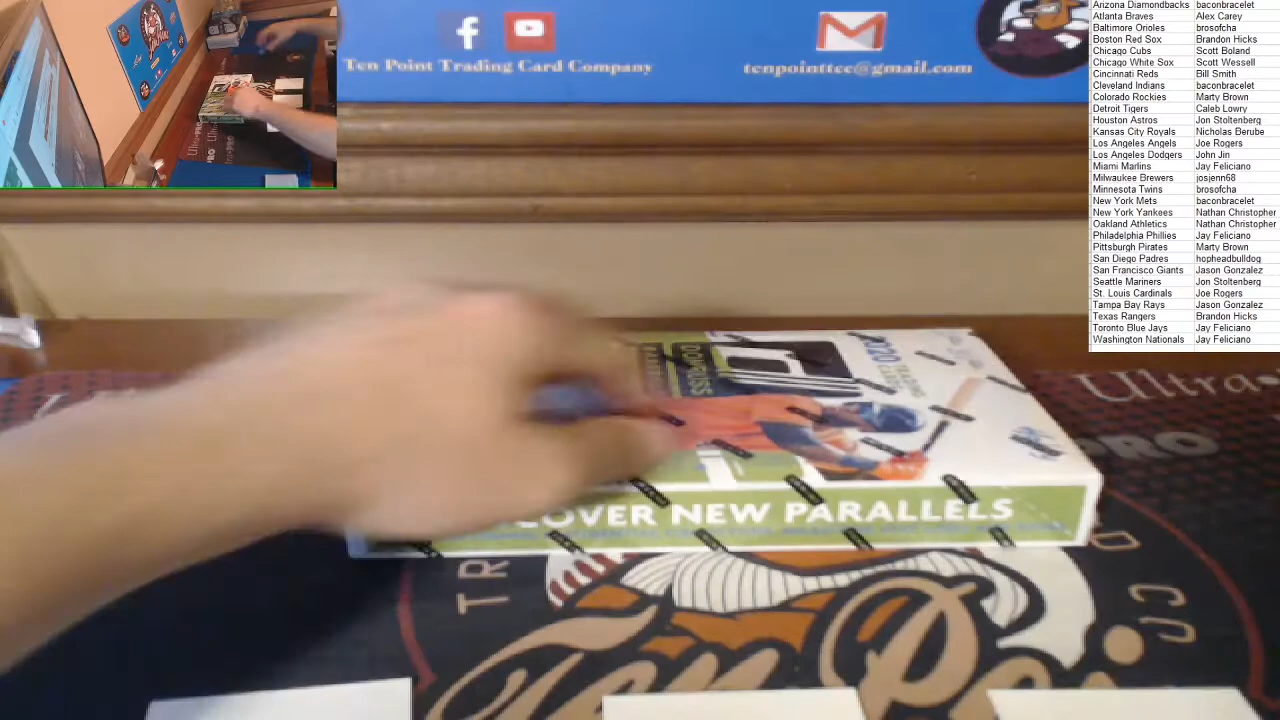 Ten Point Trading Card Company
tenpointtcc@gmail.com
Arizona Diamondbacks baconbracelet
Atlanta Braves Alex Carey
Baltimore Orioles brosofcha
Boston Red Sox Brandon Hicks
Chicago Cubs Scott Boland
Chicago White Sox Scott Wessell
Cincinnati Reds Bill Smith
Cleveland Indians baconbracelet
Colorado Rockies Marty Brown
Detroit Tigers Caleb Lowry
Houston Astros Jon Stoltenberg
Kansas City Royals Nicholas Berube
Los Angeles Angels Joe Rogers
Los Angeles Dodgers John Jin
Miami Marlins Jay Feliciano
Milwaukee Brewers josjenn68
Minnesota Twins brosofcha
New York Mets baconbracelet
New York Yankees Nathan Christopher
Oakland Athletics Nathan Christopher
Philadelphia Phillies Jay Feliciano
Pittsburgh Pirates Marty Brown
San Diego Padres hopheadbulldog
San Francisco Giants Jason Gonzalez
Seattle Mariners Jon Stoltenberg
St. Louis Cardinals Joe Rogers
Tampa Bay Rays Jason Gonzalez
Texas Rangers Brandon Hicks
Toronto Blue Jays Jay Feliciano
Washington Nationals Jay Feliciano
2020
DONRUSS
NEW PARALLELS
Ultra
PRO
Ten